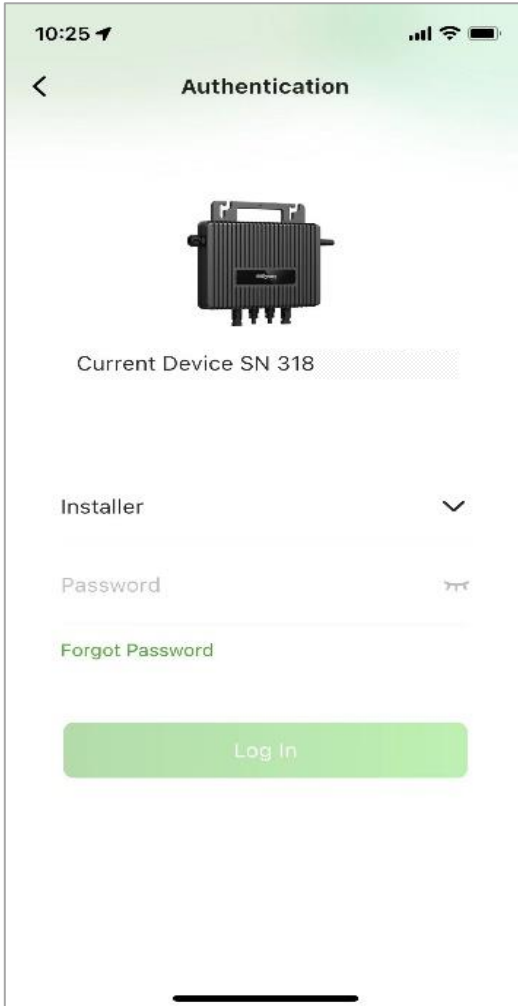 10:25
Authentication
Current Device SN 318
Installer
Password
Forgot Password
Log In